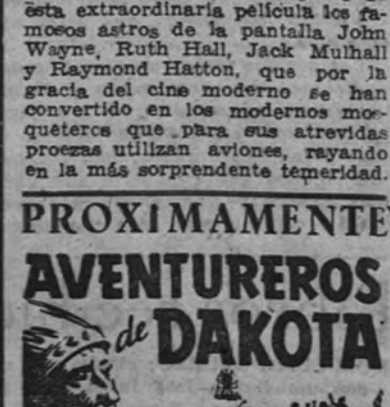 esta extraordinaria película los fa-
mosos astros de la pantalla John
Wayne, Ruth Hall, Jack Mulhall
y Raymond Hatton, que por la
gracia del cine moderno se han
convertido en los modernos mos-
queteros que para sus atrevidas
proezas utilizan aviones, rayando
en la más sorprendente temeridad.
PROXIMAMENTE
AVENTUREROS
de DAKOTA